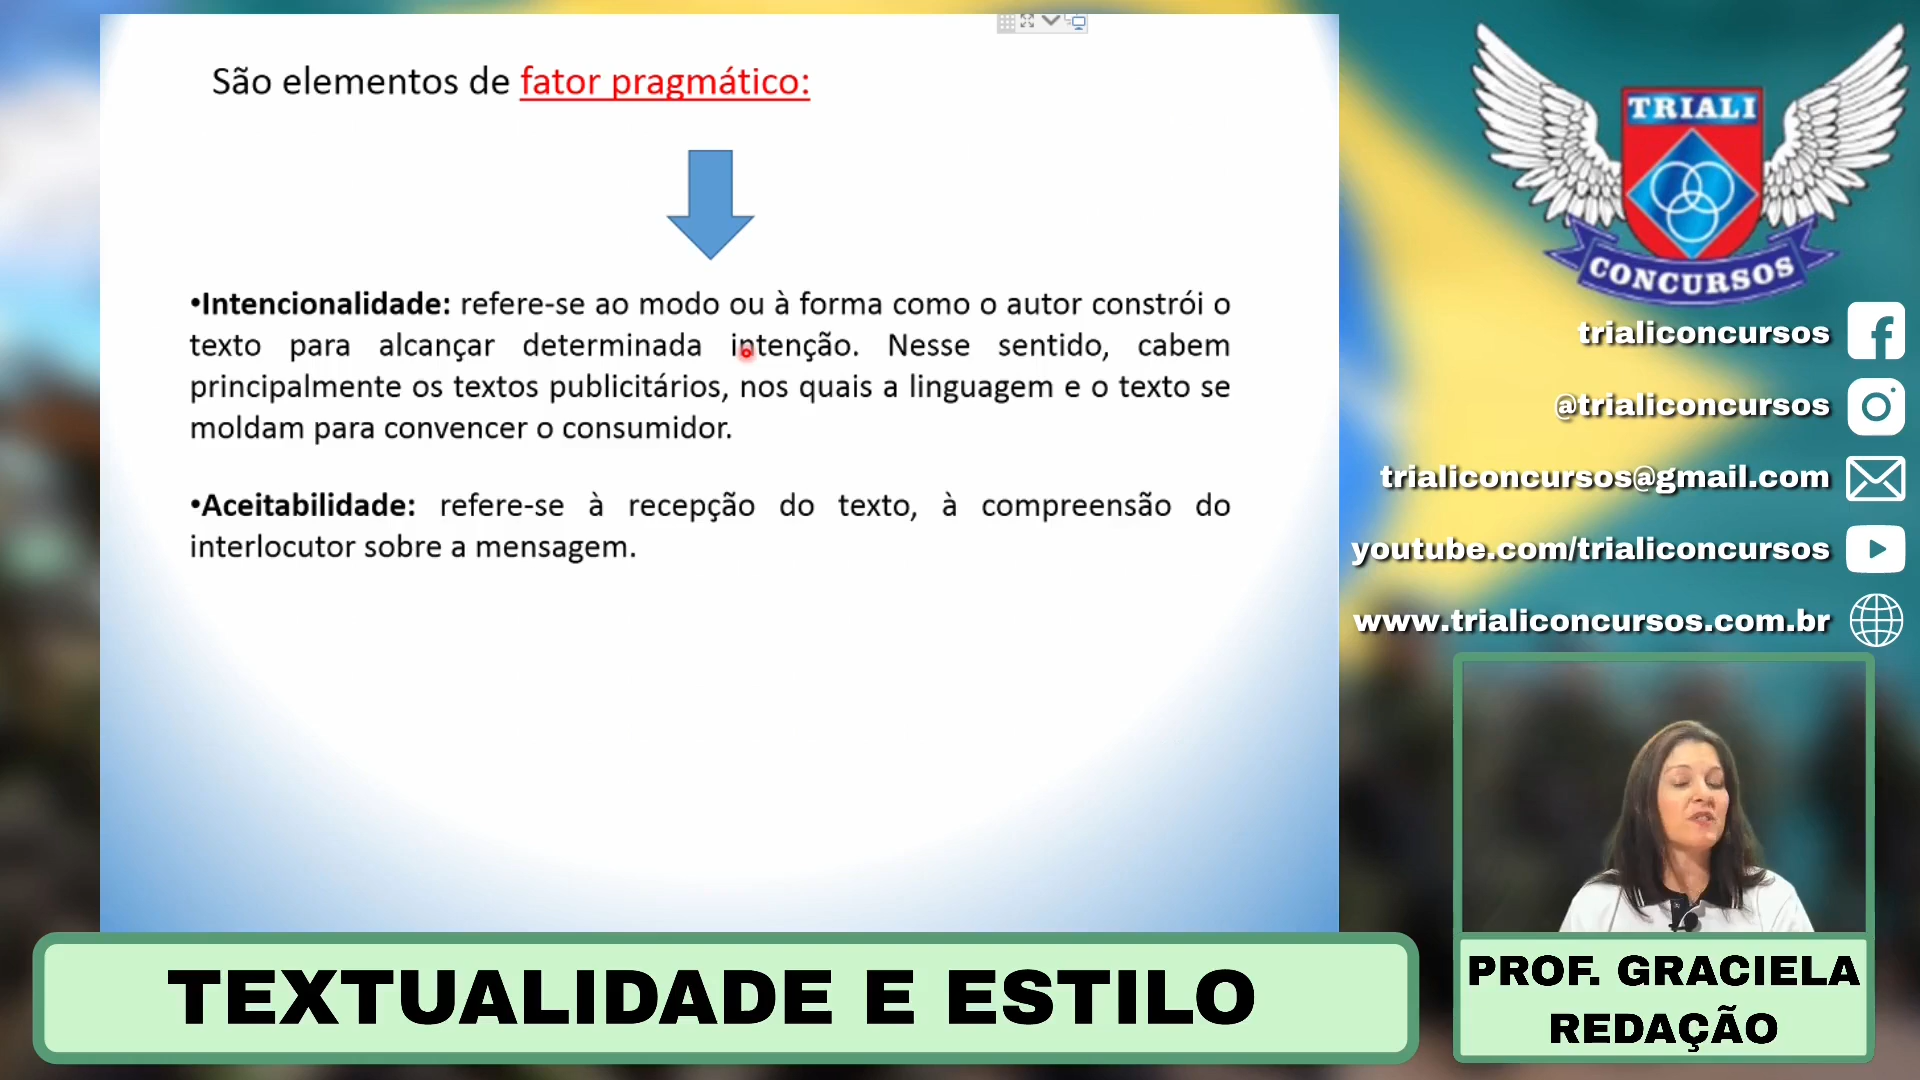 São elementos de fator pragmático:
•Intencionalidade: refere-se ao modo ou à forma como o autor constrói o
texto para alcançar determinada intenção. Nesse sentido, cabem
principalmente os textos publicitários, nos quais a linguagem e o texto se
moldam para convencer o consumidor.
•Aceitabilidade: refere-se à recepção do texto, à compreensão do
interlocutor sobre a mensagem.
TRIALI
CONCURSOS
trialiconcursos
@trialiconcursos
trialiconcursos@gmail.com
youtube.com/trialiconcursos
www.trialiconcursos.com.br
TEXTUALIDADE E ESTILO
PROF. GRACIELA
REDAÇÃO